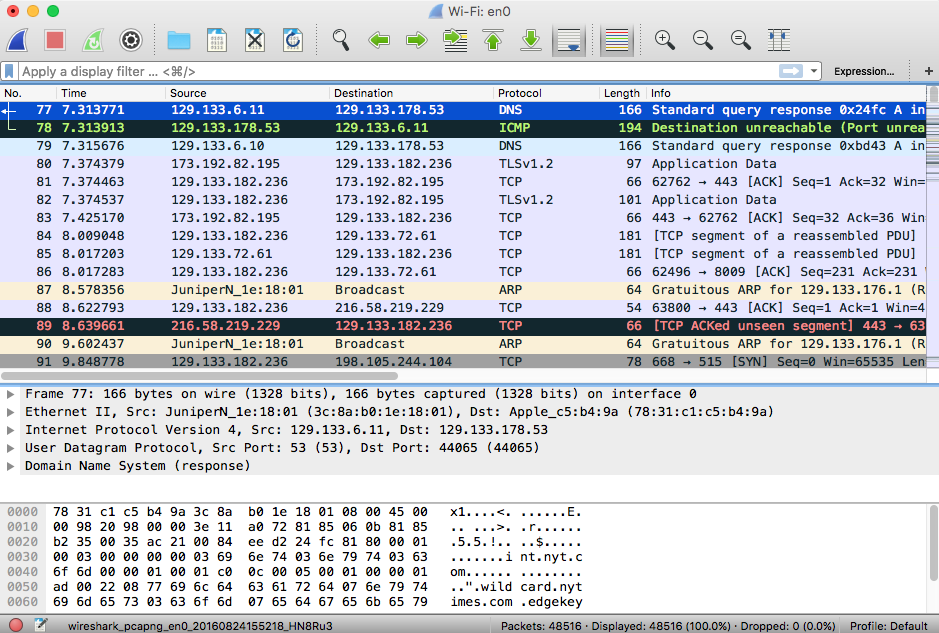 Wi-Fi: en0
Apply a display filter ... <⌘/>
Expression...
+
No. Time Source Destination Protocol Length Info
77 7.313771 129.133.6.11 129.133.178.53 DNS 166 Standard query response 0x24fc A in
78 7.313913 129.133.178.53 129.133.6.11 ICMP 194 Destination unreachable (Port unrea
79 7.315676 129.133.6.10 129.133.178.53 DNS 166 Standard query response 0xbd43 A in
80 7.374379 173.192.82.195 129.133.182.236 TLSv1.2 97 Application Data
81 7.374463 129.133.182.236 173.192.82.195 TCP 66 62762 → 443 [ACK] Seq=1 Ack=32 Win=
82 7.374537 129.133.182.236 173.192.82.195 TLSv1.2 101 Application Data
83 7.425170 173.192.82.195 129.133.182.236 TCP 66 443 → 62762 [ACK] Seq=32 Ack=36 Win
84 8.009048 129.133.182.236 129.133.72.61 TCP 181 [TCP segment of a reassembled PDU]
85 8.017203 129.133.72.61 129.133.182.236 TCP 181 [TCP segment of a reassembled PDU]
86 8.017283 129.133.182.236 129.133.72.61 TCP 66 62496 → 8009 [ACK] Seq=231 Ack=231
87 8.578356 JuniperN_1e:18:01 Broadcast ARP 64 Gratuitous ARP for 129.133.176.1 (R
88 8.622793 129.133.182.236 216.58.219.229 TCP 54 63800 → 443 [ACK] Seq=1 Ack=1 Win=4
89 8.639661 216.58.219.229 129.133.182.236 TCP 66 [TCP ACKed unseen segment] 443 → 63
90 9.602437 JuniperN_1e:18:01 Broadcast ARP 64 Gratuitous ARP for 129.133.176.1 (R
91 9.848778 129.133.182.236 198.105.244.104 TCP 78 668 → 515 [SYN] Seq=0 Win=65535 Len
Frame 77: 166 bytes on wire (1328 bits), 166 bytes captured (1328 bits) on interface 0
Ethernet II, Src: JuniperN_1e:18:01 (3c:8a:b0:1e:18:01), Dst: Apple_c5:b4:9a (78:31:c1:c5:b4:9a)
Internet Protocol Version 4, Src: 129.133.6.11, Dst: 129.133.178.53
User Datagram Protocol, Src Port: 53 (53), Dst Port: 44065 (44065)
Domain Name System (response)
0000 78 31 c1 c5 b4 9a 3c 8a b0 1e 18 01 08 00 45 00 x1....<. ......E.
0010 00 98 20 98 00 00 3e 11 a0 72 81 85 06 0b 81 85 .. ...>. .r......
0020 b2 35 00 35 ac 21 00 84 ee d2 24 fc 81 80 00 01 .5.5.!.. ..$.....
0030 00 03 00 00 00 00 03 69 6e 74 03 6e 79 74 03 63 .......i nt.nyt.c
0040 6f 6d 00 00 01 00 01 c0 0c 00 05 00 01 00 00 01 om...... ........
0050 ad 00 22 08 77 69 6c 64 63 61 72 64 07 6e 79 74 ..".wild card.nyt
0060 69 6d 65 73 03 63 6f 6d 07 65 64 67 65 6b 65 79 imes.com .edgekey
wireshark_pcapng_en0_20160824155218_HN8Ru3 Packets: 48516 · Displayed: 48516 (100.0%) · Dropped: 0 (0.0%) Profile: Default